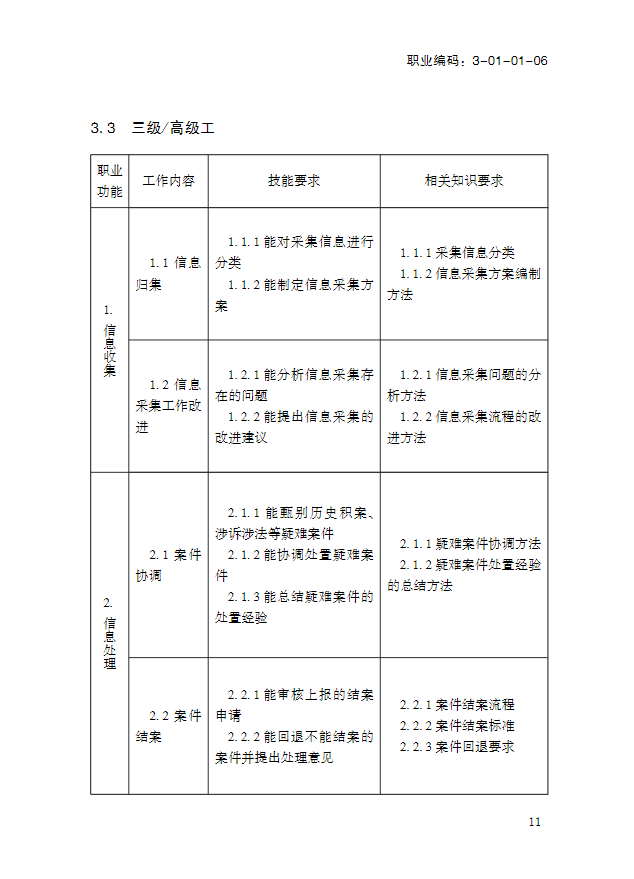 职业编码：3-01-01-06
3.3 三级/高级工
职业
功能
工作内容
技能要求
相关知识要求
1.
信
息
收
集
1.1 信息
归集
1.1.1 能对采集信息进行
分类
1.1.2 能制定信息采集方
案
1.1.1 采集信息分类
1.1.2 信息采集方案编制
方法
1.2 信息
采集工作改
进
1.2.1 能分析信息采集存
在的问题
1.2.2 能提出信息采集的
改进建议
1.2.1 信息采集问题的分
析方法
1.2.2 信息采集流程的改
进方法
2.
信
息
处
理
2.1 案件
协调
2.1.1 能甄别历史积案、
涉诉涉法等疑难案件
2.1.2 能协调处置疑难案
件
2.1.3 能总结疑难案件的
处置经验
2.1.1 疑难案件协调方法
2.1.2 疑难案件处置经验
的总结方法
2.2 案件
结案
2.2.1 能审核上报的结案
申请
2.2.2 能回退不能结案的
案件并提出处理意见
2.2.1 案件结案流程
2.2.2 案件结案标准
2.2.3 案件回退要求
11